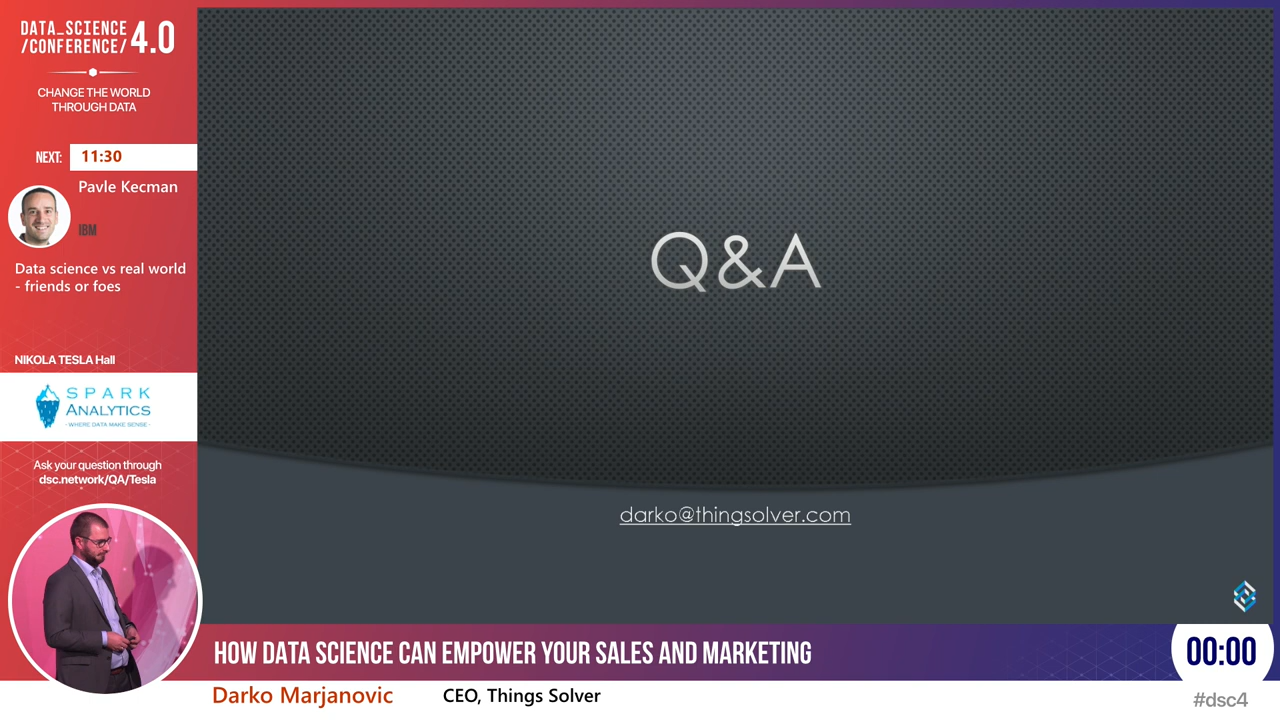 DATA_SCIENCE
/CONFERENCE/ 4.0
CHANGE THE WORLD
THROUGH DATA
NEXT: 11:30
Pavle Kecman
IBM
Data science vs real world
- friends or foes
NIKOLA TESLA Hall
SPARK
ANALYTICS
- WHERE DATA MAKE SENSE -
Ask your question through
dsc.network/QA/Tesla
Q&A
darko@thingsolver.com
HOW DATA SCIENCE CAN EMPOWER YOUR SALES AND MARKETING
00:00
Darko Marjanovic CEO, Things Solver
#dsc4